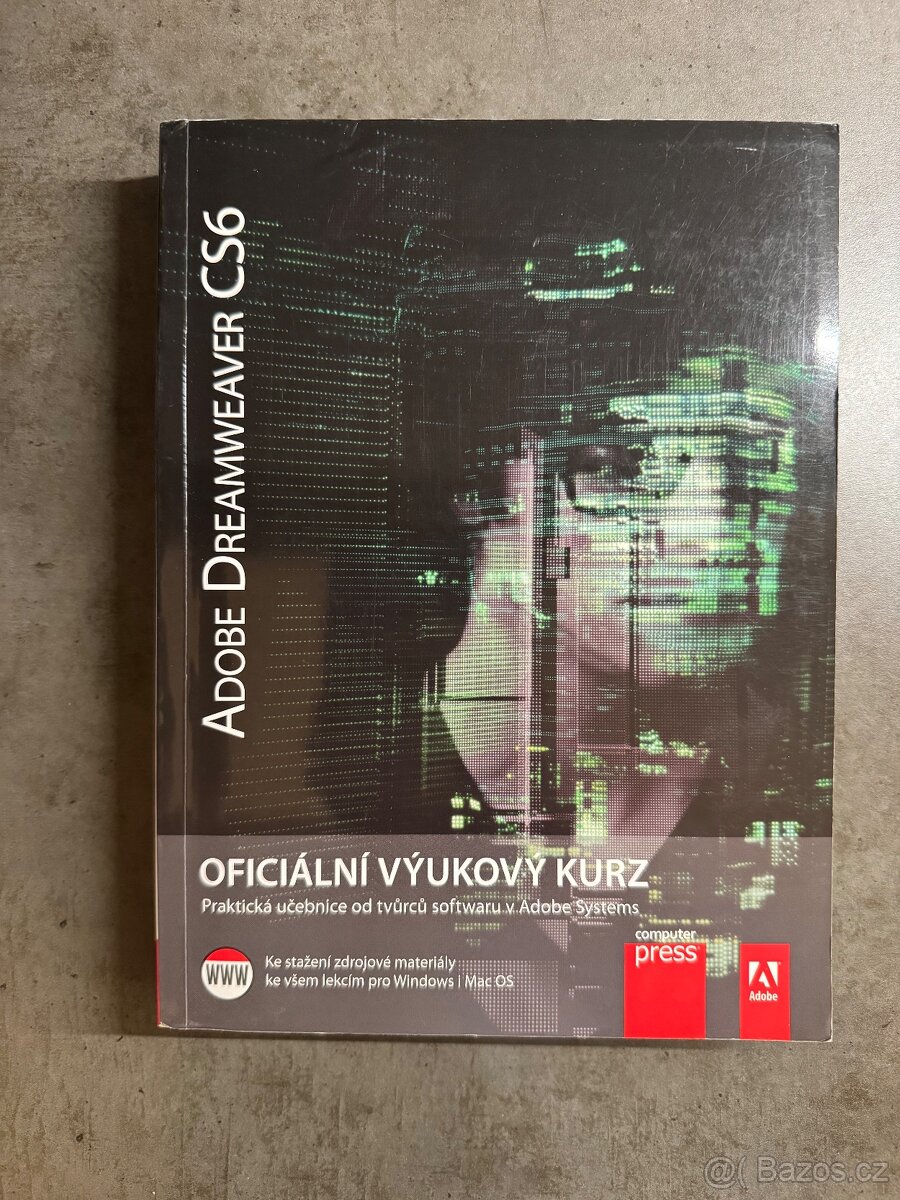 ADOBE DREAMWEAVER CS6
OFICIÁLNÍ VÝUKOVÝ KURZ
Praktická učebnice od tvůrců softwaru v Adobe Systems
WWW
Ke stažení zdrojové materiály
ke všem lekcím pro Windows i Mac OS
computer
press
Adobe
@( Bazos.cz